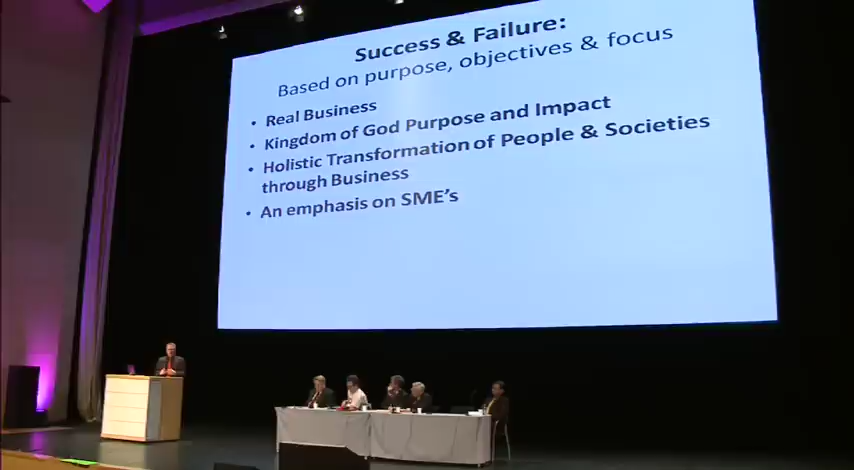 Success & Failure:
Based on purpose, objectives & focus
• Real Business
• Kingdom of God Purpose and Impact
• Holistic Transformation of People & Societies
through Business
• An emphasis on SME's